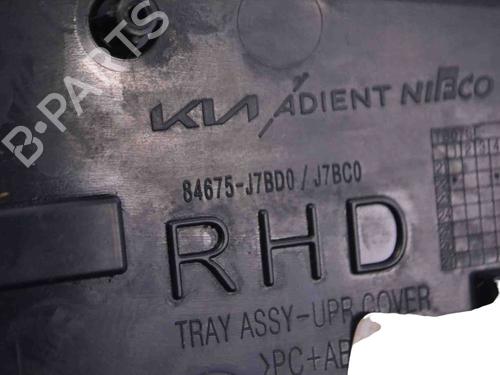 KIA ADIENT NIFCO
84675-J7BD0 / J7BC0
RHD
TRAY ASSY-UPR COVER
>PC+AB
B-PARTS